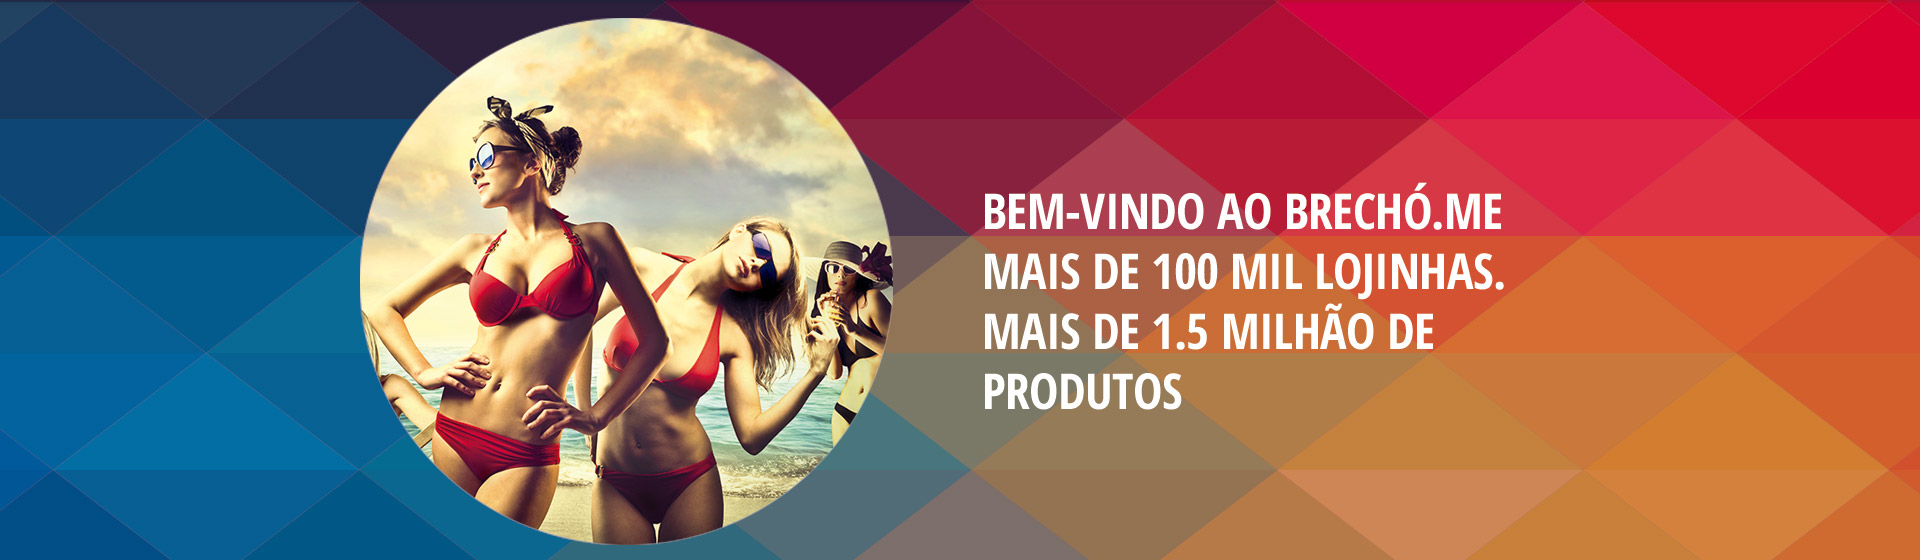 BEM-VINDO AO BRECHÓ.ME
MAIS DE 100 MIL LOJINHAS.
MAIS DE 1.5 MILHÃO DE
PRODUTOS